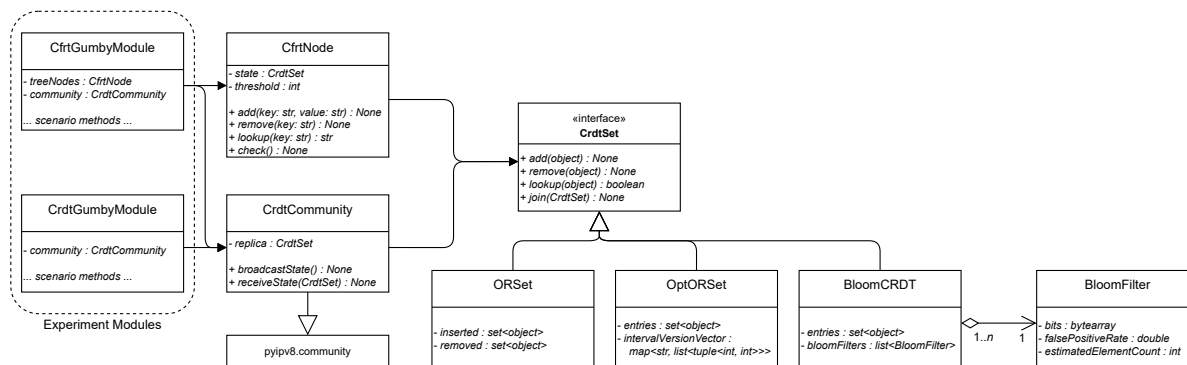 CfrtGumbyModule
- treeNodes : CfrtNode
- community : CrdtCommunity
... scenario methods ...
CrdtGumbyModule
- community : CrdtCommunity
... scenario methods ...
Experiment Modules
CfrtNode
- state : CrdtSet
- threshold : int
+ add(key: str, value: str) : None
+ remove(key: str) : None
+ lookup(key: str) : str
+ check() : None
CrdtCommunity
- replica : CrdtSet
+ broadcastState() : None
+ receiveState(CrdtSet) : None
pyipv8.community
«interface»
CrdtSet
+ add(object) : None
+ remove(object) : None
+ lookup(object) : boolean
+ join(CrdtSet) : None
ORSet
- inserted : set<object>
- removed : set<object>
OptORSet
- entries : set<object>
- intervalVersionVector :
map<str, list<tuple<int, int>>>
BloomCRDT
- entries : set<object>
- bloomFilters : list<BloomFilter>
1..n
1
BloomFilter
- bits : bytearray
- falsePositiveRate : double
- estimatedElementCount : int